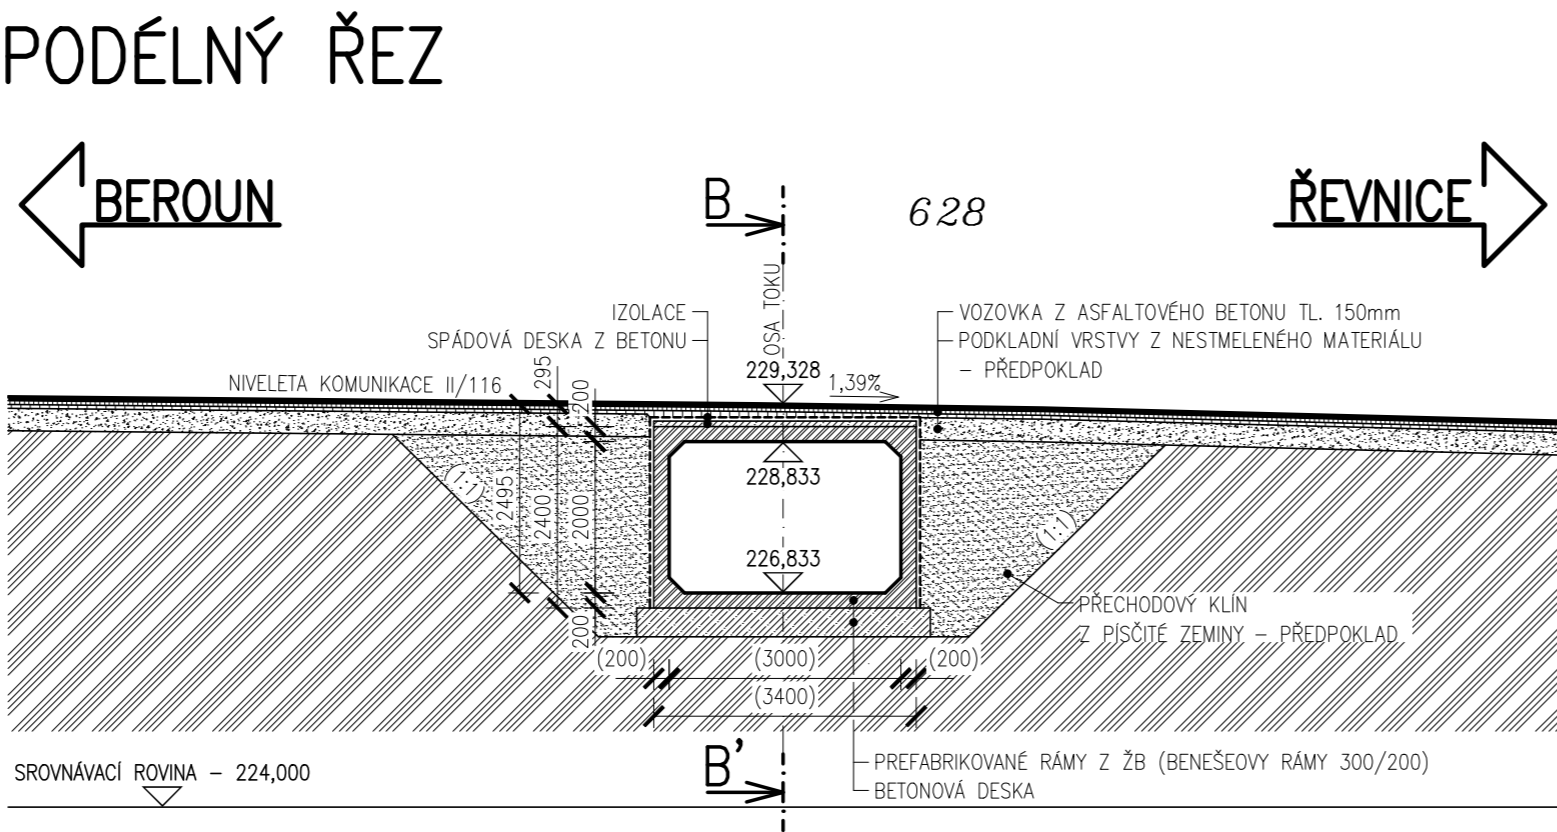 PODÉLNÝ ŘEZ
BEROUN
B
628
ŘEVNICE
OSA TOKU
IZOLACE
SPÁDOVÁ DESKA Z BETONU
VOZOVKA Z ASFALTOVÉHO BETONU TL. 150mm
PODKLADNÍ VRSTVY Z NESTMELENÉHO MATERIÁLU
– PŘEDPOKLAD
NIVELETA KOMUNIKACE II/116
295
200
229,328
1,39%
(1:1)
2495
2400
2000
200
228,833
226,833
(1:1)
PŘECHODOVÝ KLÍN
Z PÍSČITÉ ZEMINY – PŘEDPOKLAD
(200)
(3000)
(200)
(3400)
B'
PREFABRIKOVANÉ RÁMY Z ŽB (BENEŠEOVY RÁMY 300/200)
BETONOVÁ DESKA
SROVNÁVACÍ ROVINA – 224,000